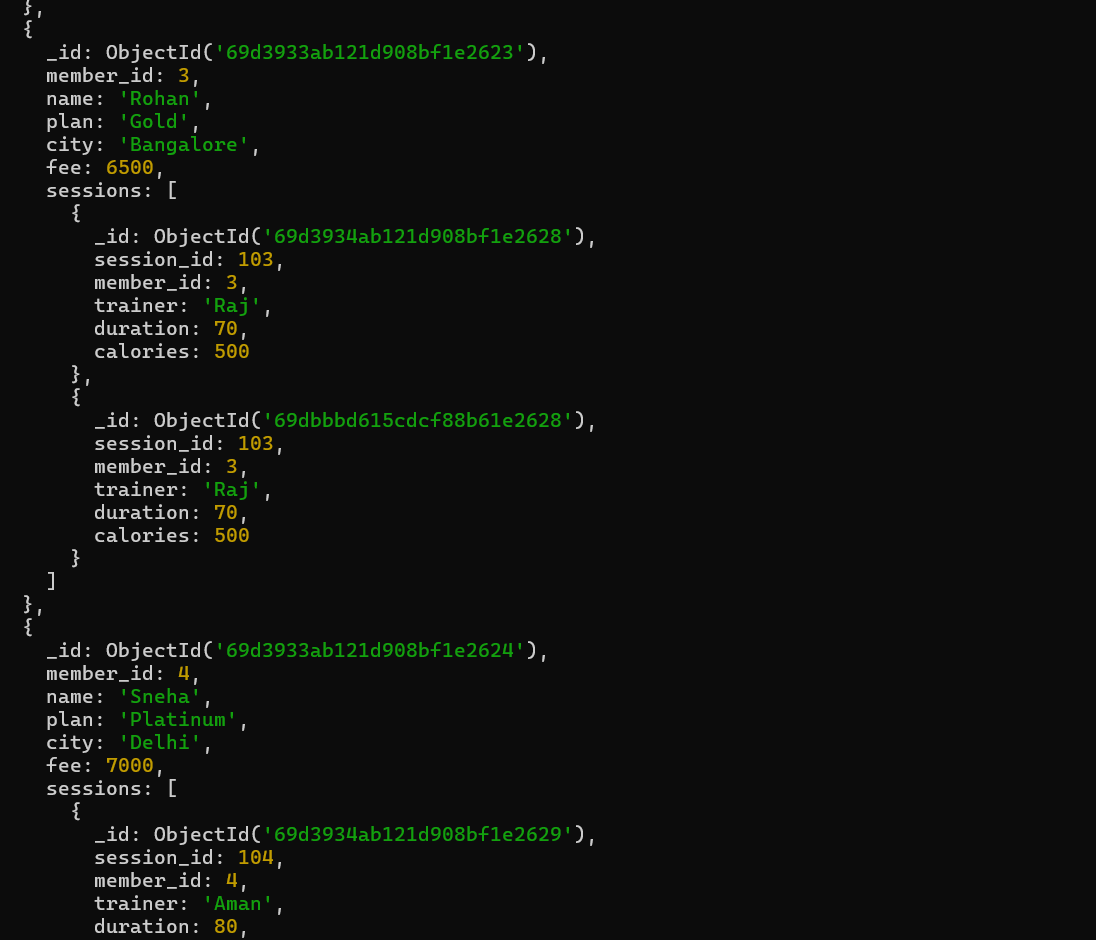 },
{
_id: ObjectId('69d3933ab121d908bf1e2623'),
member_id: 3,
name: 'Rohan',
plan: 'Gold',
city: 'Bangalore',
fee: 6500,
sessions: [
{
_id: ObjectId('69d3934ab121d908bf1e2628'),
session_id: 103,
member_id: 3,
trainer: 'Raj',
duration: 70,
calories: 500
},
{
_id: ObjectId('69dbbbd615cdcf88b61e2628'),
session_id: 103,
member_id: 3,
trainer: 'Raj',
duration: 70,
calories: 500
}
]
},
{
_id: ObjectId('69d3933ab121d908bf1e2624'),
member_id: 4,
name: 'Sneha',
plan: 'Platinum',
city: 'Delhi',
fee: 7000,
sessions: [
{
_id: ObjectId('69d3934ab121d908bf1e2629'),
session_id: 104,
member_id: 4,
trainer: 'Aman',
duration: 80,